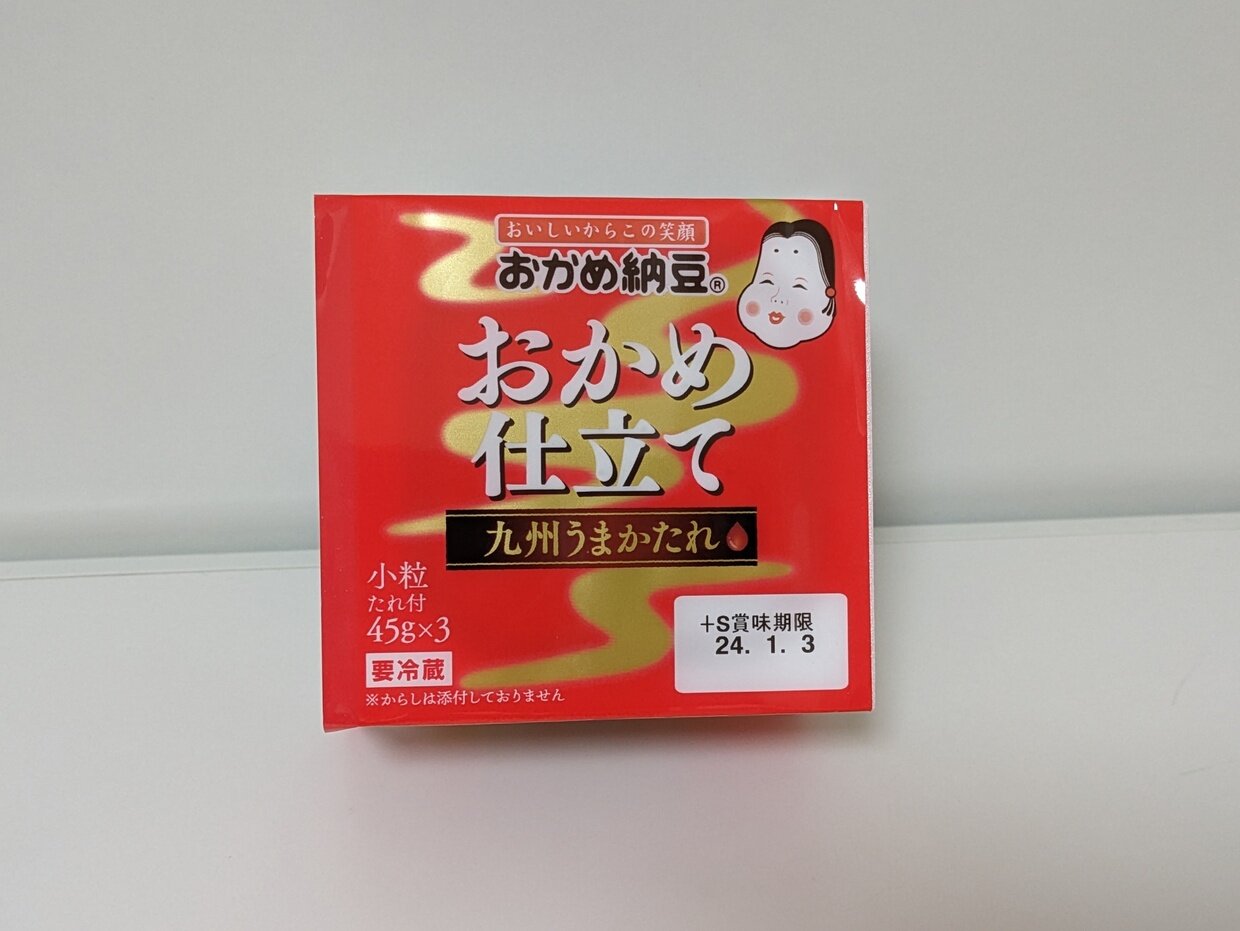 おいしいからこの笑顔
おかめ納豆®
おかめ
仕立て
九州うまかたれ
小粒
たれ付
45g×3
要冷蔵
※からしは添付しておりません
+S賞味期限
24. 1. 3